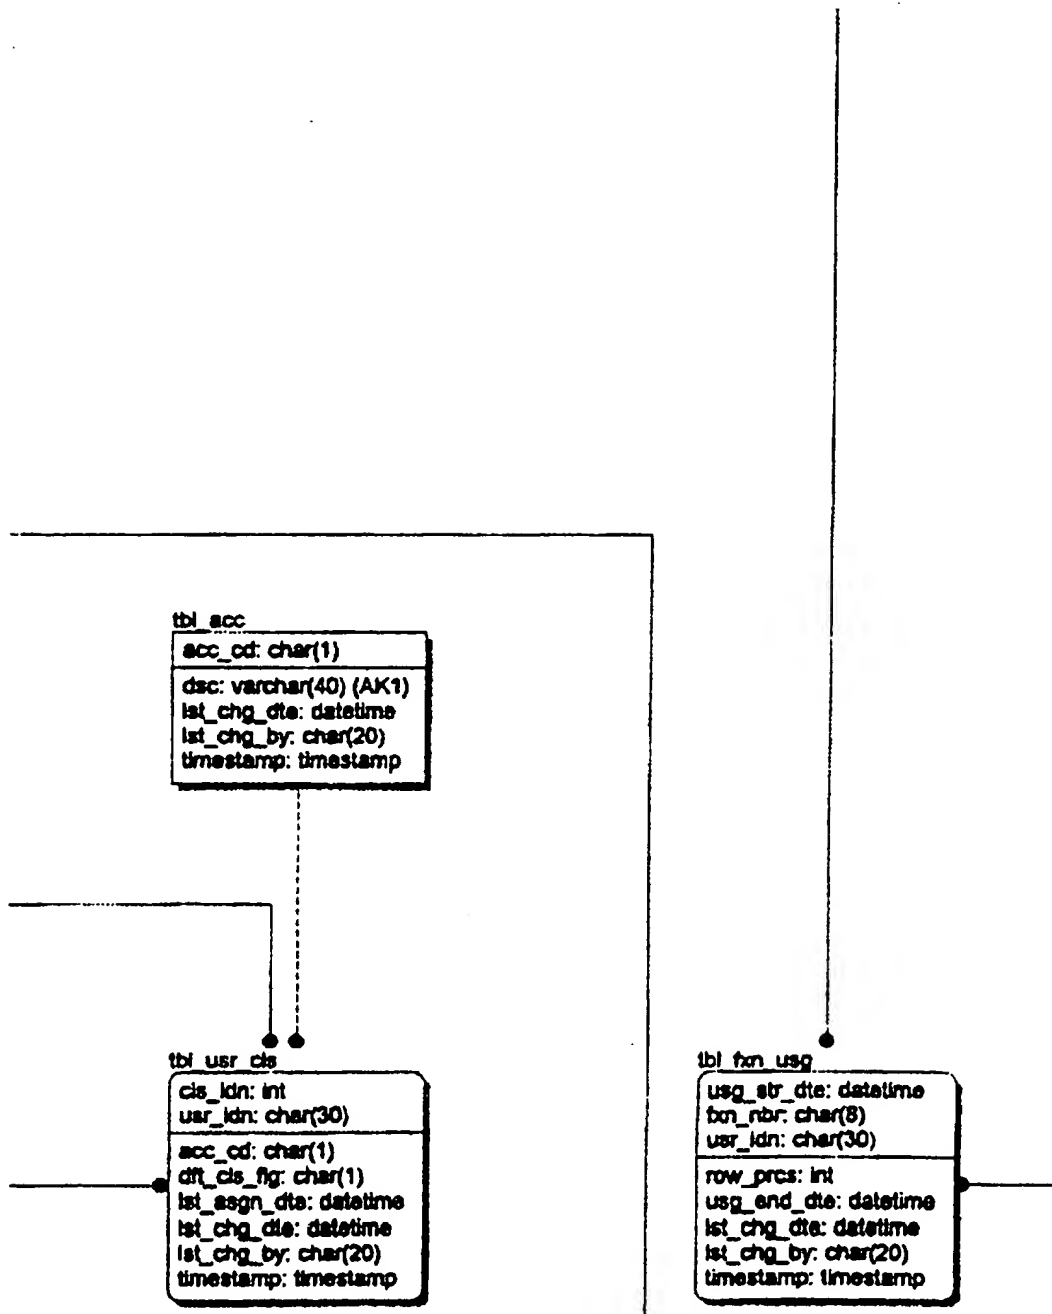 tbl_acc
acc_cd: char(1)
dsc: varchar(40) (AK1)
lst_chg_dte: datetime
lst_chg_by: char(20)
timestamp: timestamp
tbl_usr_cls
cls_idn: int
usr_idn: char(30)
acc_cd: char(1)
dft_cls_flg: char(1)
lst_asgn_dte: datetime
lst_chg_dte: datetime
lst_chg_by: char(20)
timestamp: timestamp
tbl_fxn_usg
usg_str_dte: datetime
fxn_nbr: char(8)
usr_idn: char(30)
row_prcs: int
usg_end_dte: datetime
lst_chg_dte: datetime
lst_chg_by: char(20)
timestamp: timestamp